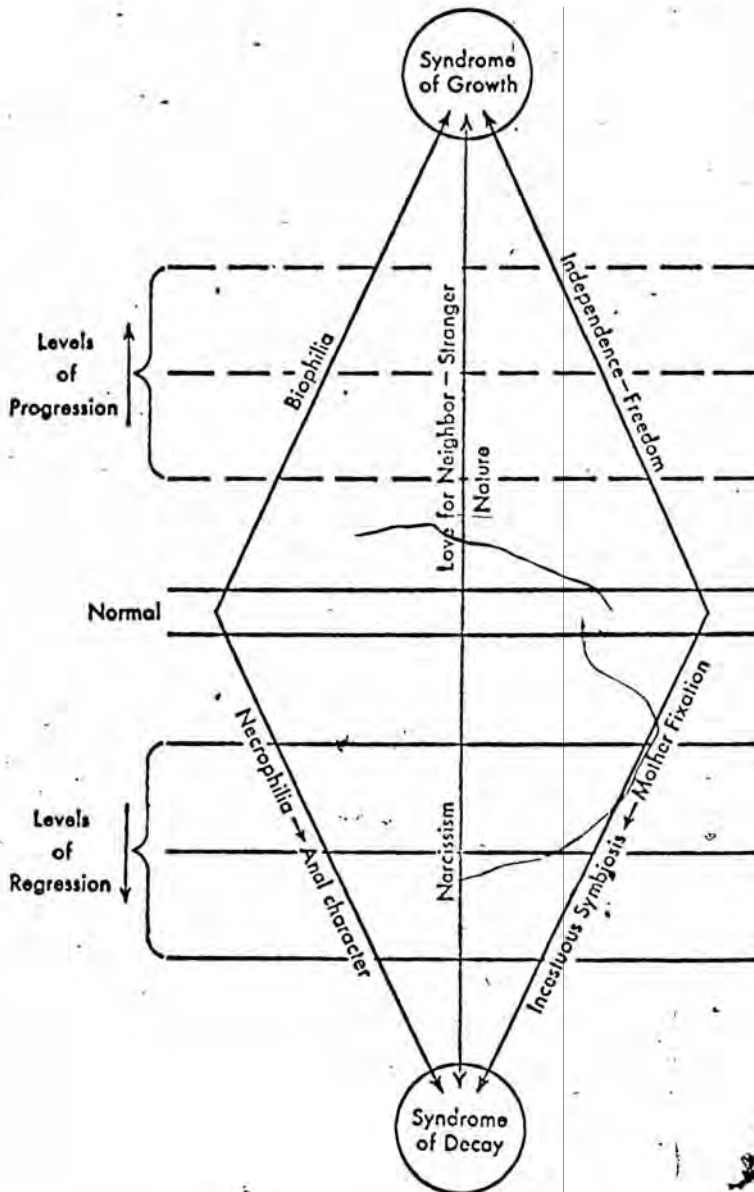 Syndrome
of Growth
Levels
of
Progression
Biophilia
Love for Neighbor — Stranger
Nature
Independence — Freedom
Normal
Levels
of
Regression
Necrophilia → Anal character
Narcissism
Incestuous Symbiosis ← Mother Fixation
Syndrome
of Decay